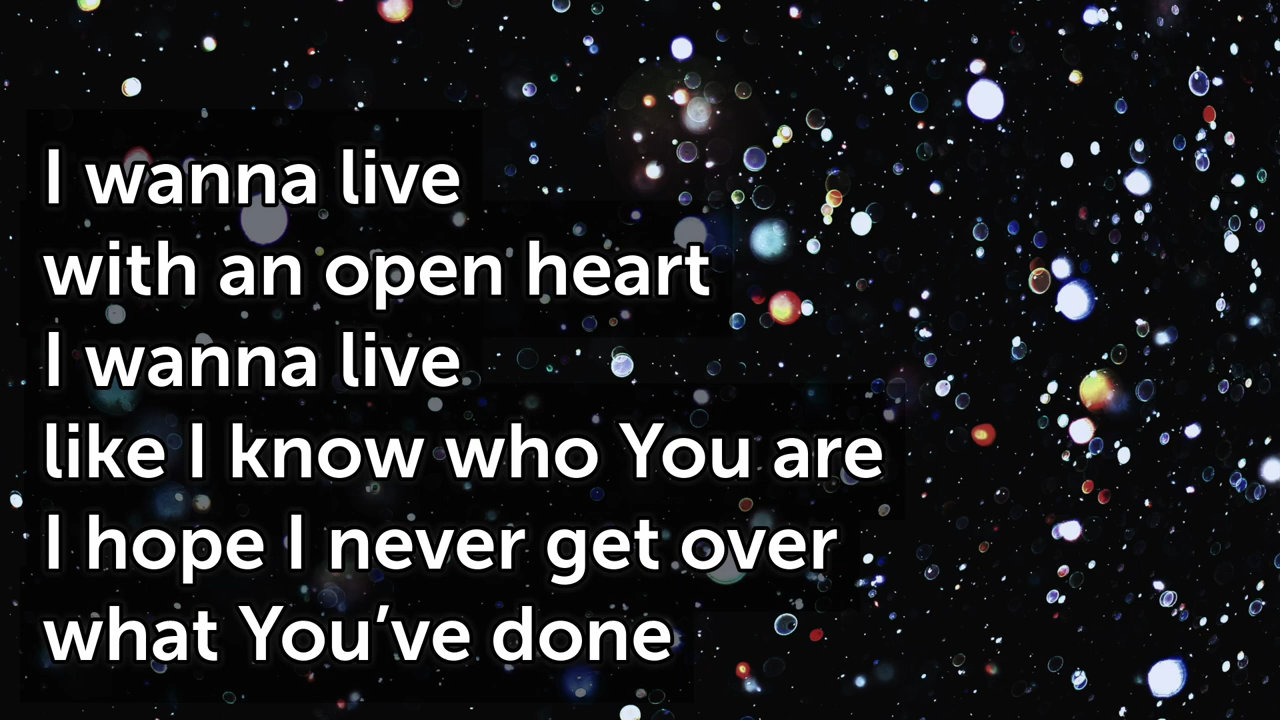 I wanna live
with an open heart
I wanna live
like I know who You are
I hope I never get over
what You’ve done